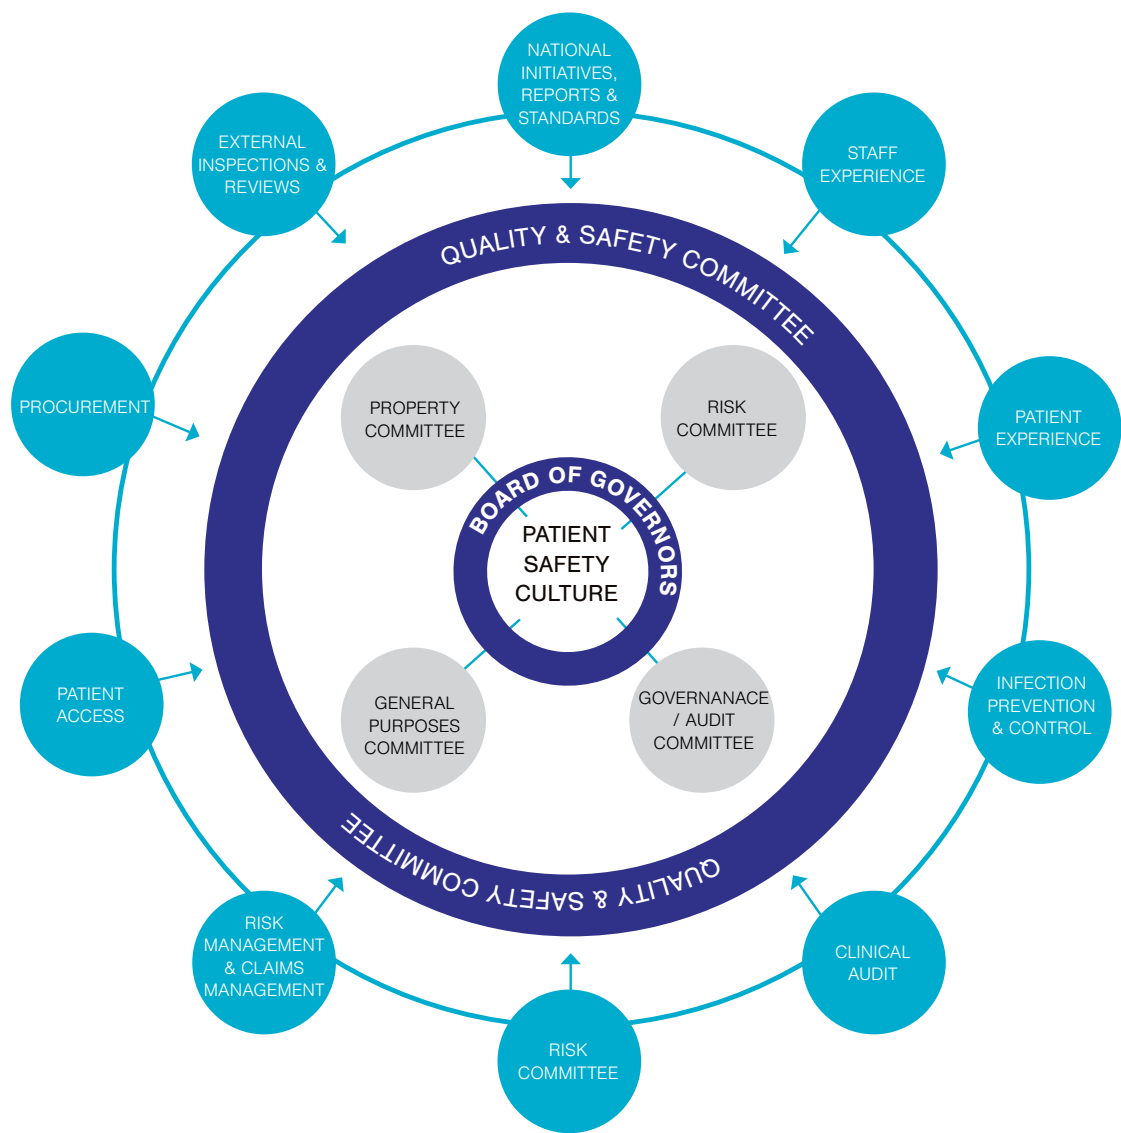 NATIONAL
INITIATIVES,
REPORTS &
STANDARDS
STAFF
EXPERIENCE
PATIENT
EXPERIENCE
INFECTION
PREVENTION
& CONTROL
CLINICAL
AUDIT
RISK
COMMITTEE
RISK
MANAGEMENT
& CLAIMS
MANAGEMENT
PATIENT
ACCESS
PROCUREMENT
EXTERNAL
INSPECTIONS &
REVIEWS
QUALITY & SAFETY COMMITTEE
PROPERTY
COMMITTEE
RISK
COMMITTEE
BOARD OF GOVERNORS
PATIENT
SAFETY
CULTURE
GENERAL
PURPOSES
COMMITTEE
GOVERNANACE
/ AUDIT
COMMITTEE
QUALITY & SAFETY COMMITTEE